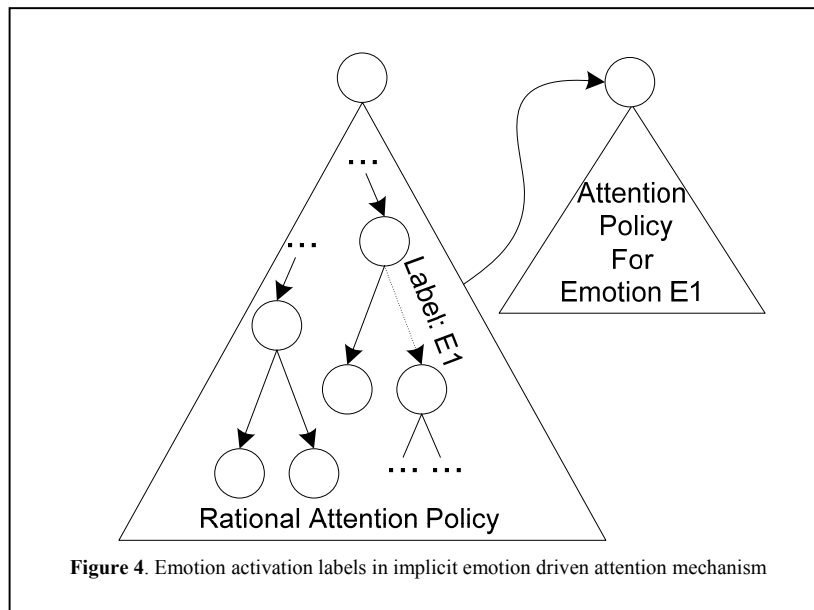 ...
...
Label: E1
... ...
Rational Attention Policy
Attention
Policy
For
Emotion E1
Figure 4. Emotion activation labels in implicit emotion driven attention mechanism